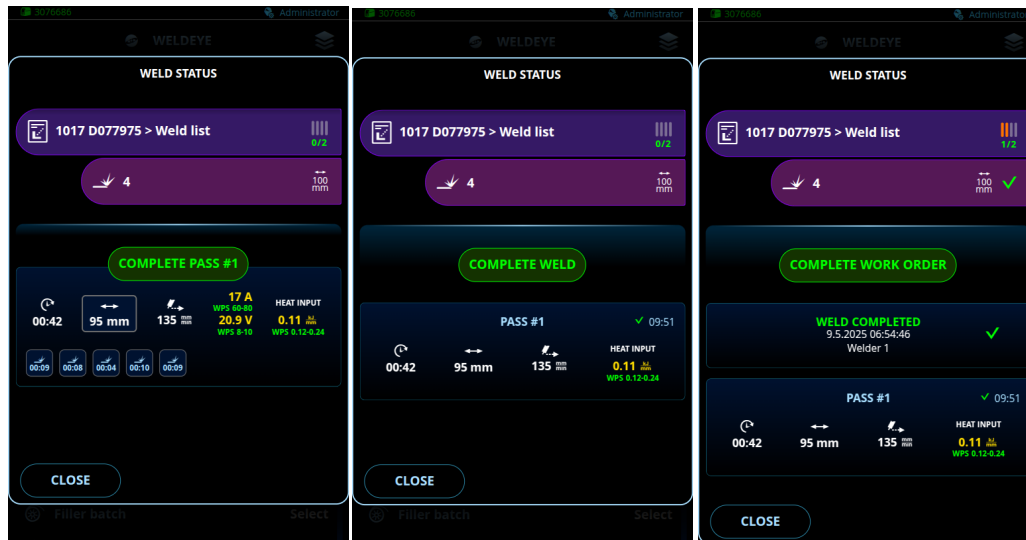 3076686
Administrator
WELDEYE
WELD STATUS
1017 D077975 > Weld list
0/2
4
100
mm
COMPLETE PASS #1
00:42
95 mm
135 mm
min
17 A
WPS 60-80
20.9 V
WPS 8-10
HEAT INPUT
0.11 kJ
mm
WPS 0.12-0.24
00:09
00:08
00:04
00:10
00:09
CLOSE
Filler batch
Select
3076686
Administrator
WELDEYE
WELD STATUS
1017 D077975 > Weld list
0/2
4
100
mm
COMPLETE WELD
PASS #1
09:51
00:42
95 mm
135 mm
min
HEAT INPUT
0.11 kJ
mm
WPS 0.12-0.24
CLOSE
Filler batch
Select
3076686
Administrator
WELDEYE
WELD STATUS
1017 D077975 > Weld list
1/2
4
100
mm
COMPLETE WORK ORDER
WELD COMPLETED
9.5.2025 06:54:46
Welder 1
PASS #1
09:51
00:42
95 mm
135 mm
min
HEAT INPUT
0.11 kJ
mm
WPS 0.12-0.24
CLOSE